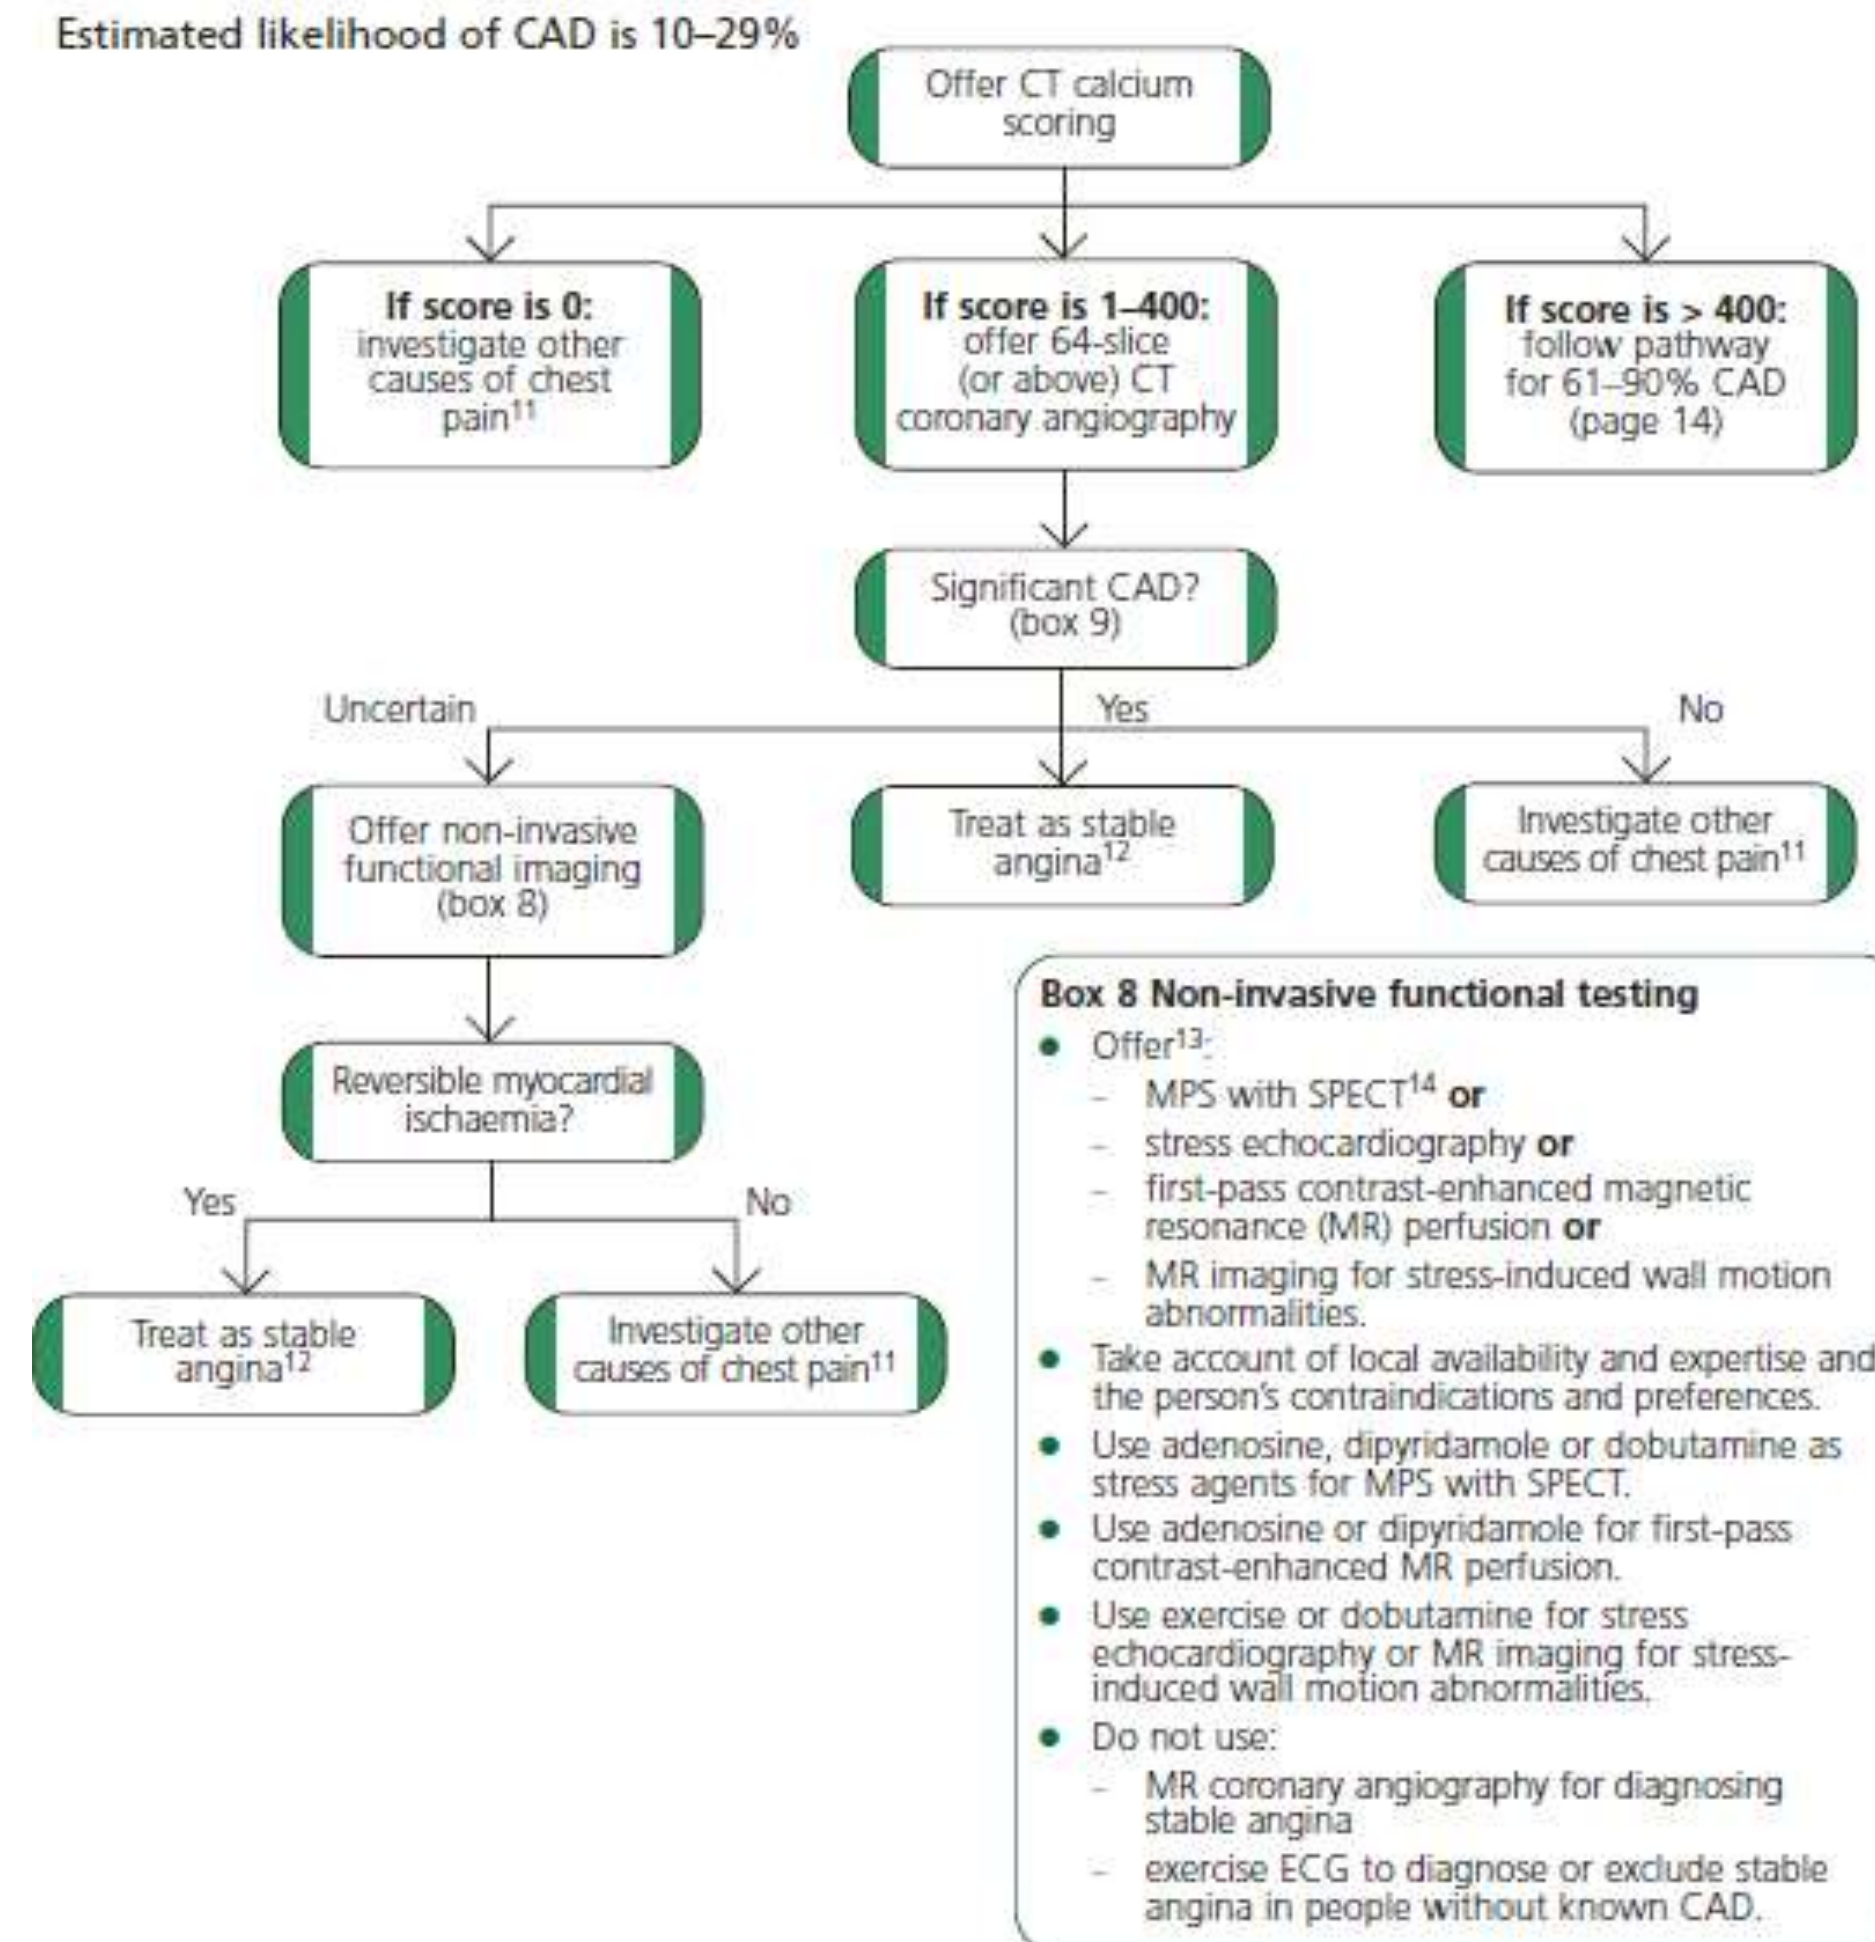 Estimated likelihood of CAD is 10–29%
Offer CT calcium
scoring
If score is 0:
investigate other
causes of chest
pain11
If score is 1–400:
offer 64-slice
(or above) CT
coronary angiography
If score is > 400:
follow pathway
for 61–90% CAD
(page 14)
Significant CAD?
(box 9)
Uncertain
Yes
No
Offer non-invasive
functional imaging
(box 8)
Treat as stable
angina12
Investigate other
causes of chest pain11
Reversible myocardial
ischaemia?
Yes
No
Treat as stable
angina12
Investigate other
causes of chest pain11
Box 8 Non-invasive functional testing
● Offer13:
– MPS with SPECT14 or
– stress echocardiography or
– first-pass contrast-enhanced magnetic
resonance (MR) perfusion or
– MR imaging for stress-induced wall motion
abnormalities.
● Take account of local availability and expertise and
the person's contraindications and preferences.
● Use adenosine, dipyridamole or dobutamine as
stress agents for MPS with SPECT.
● Use adenosine or dipyridamole for first-pass
contrast-enhanced MR perfusion.
● Use exercise or dobutamine for stress
echocardiography or MR imaging for stress-
induced wall motion abnormalities.
● Do not use:
– MR coronary angiography for diagnosing
stable angina
– exercise ECG to diagnose or exclude stable
angina in people without known CAD.